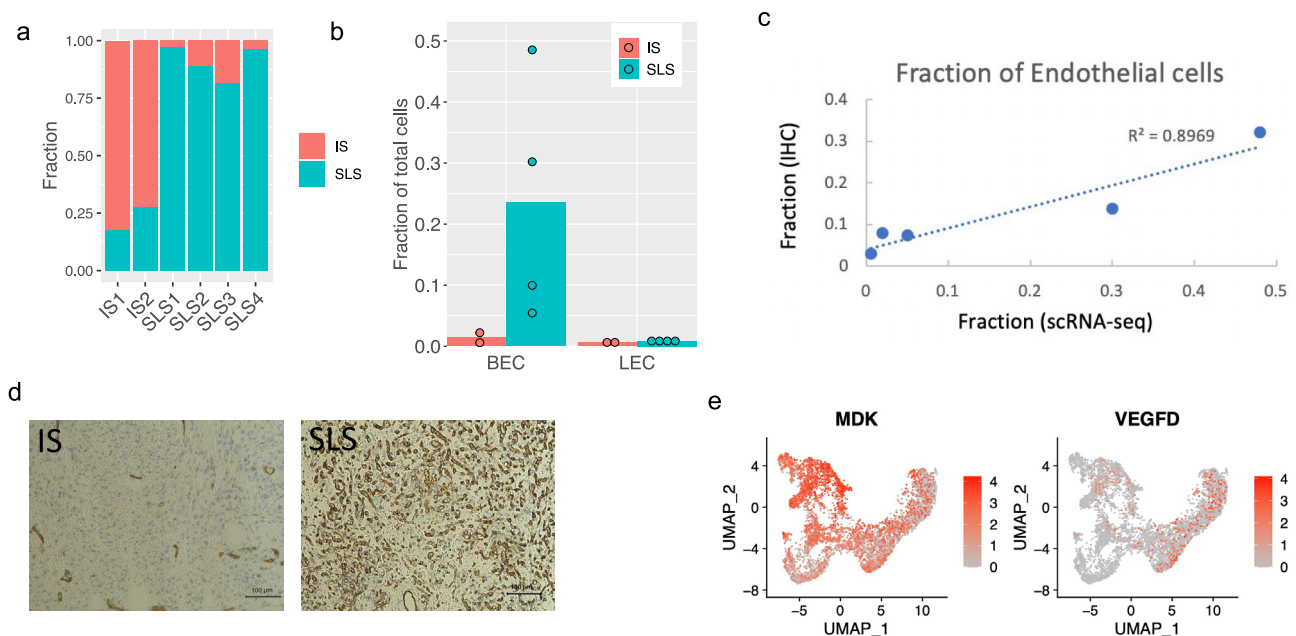 a
1.00
0.75
0.50
0.25
0.00
Fraction
IS1
IS2
SLS1
SLS2
SLS3
SLS4
IS
SLS
b
0.5
0.4
0.3
0.2
0.1
0.0
Fraction of total cells
IS
SLS
BEC
LEC
c
Fraction of Endothelial cells
0.4
0.3
0.2
0.1
0
Fraction (IHC)
R² = 0.8969
0
0.1
0.2
0.3
0.4
0.5
Fraction (scRNA-seq)
d
IS
100 µm
SLS
100 µm
e
MDK
4
0
−4
−8
UMAP_2
−5
0
5
10
UMAP_1
4
3
2
1
0
VEGFD
4
0
−4
−8
UMAP_2
−5
0
5
10
UMAP_1
4
3
2
1
0